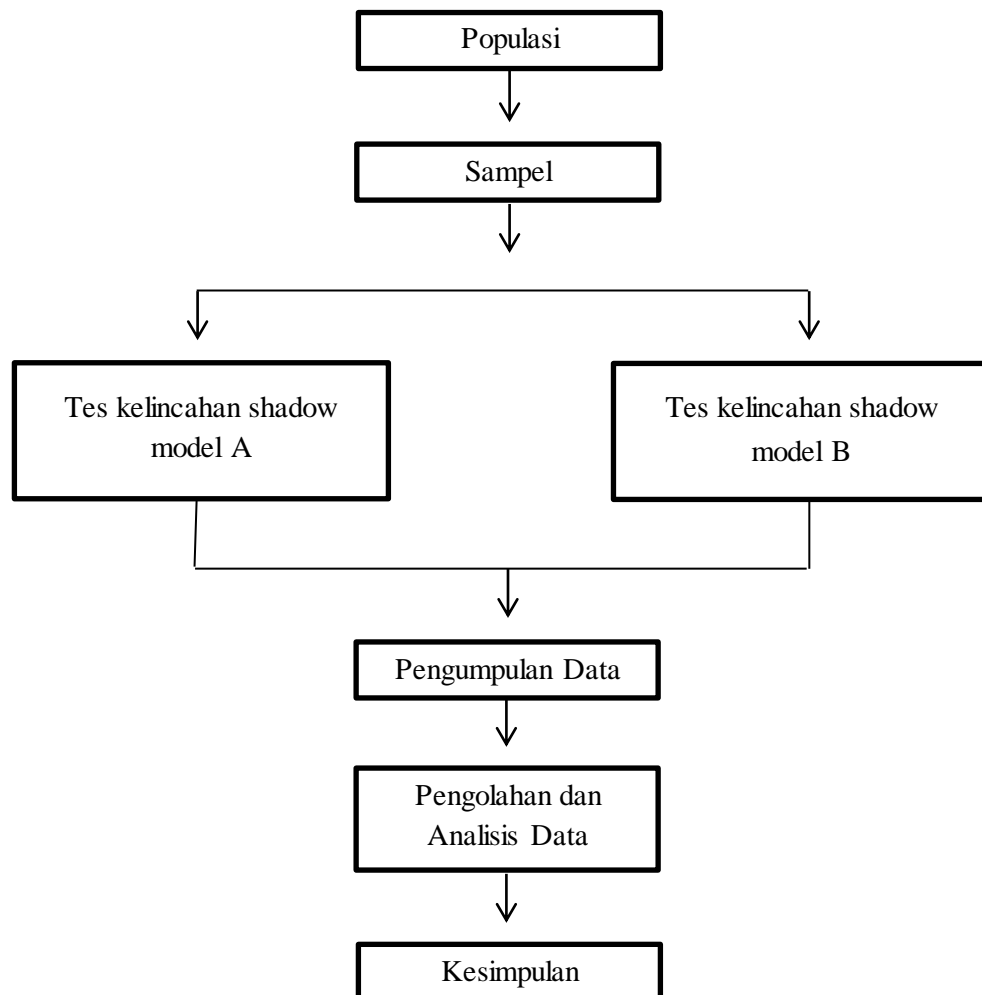 Populasi
Sampel
Tes kelincahan shadow
model A
Tes kelincahan shadow
model B
Pengumpulan Data
Pengolahan dan
Analisis Data
Kesimpulan